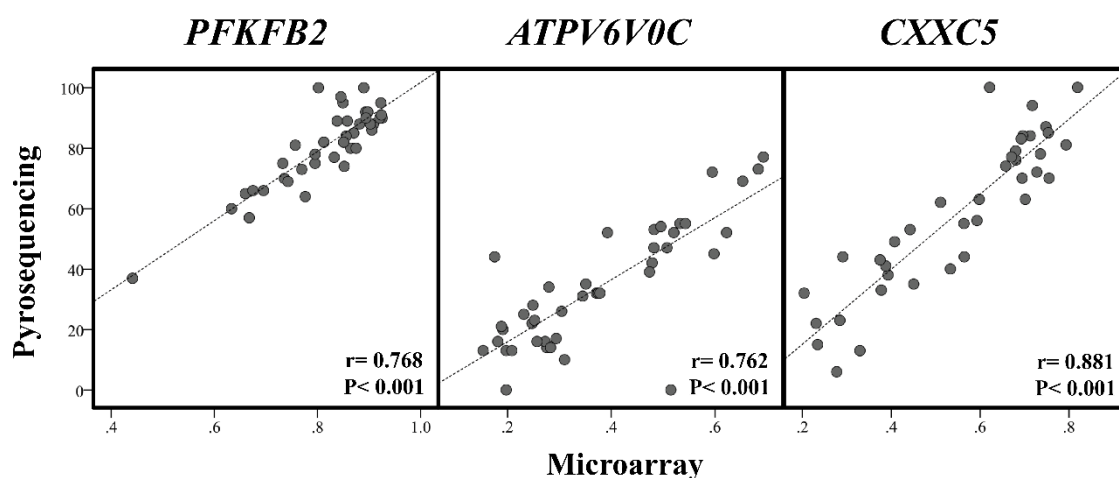 PFKFB2 ATPV6V0C CXXC5
Pyrosequencing
100
80
60
40
20
0
r= 0.768
P< 0.001
r= 0.762
P< 0.001
r= 0.881
P< 0.001
.4 .6 .8 1.0 .2 .4 .6 .2 .4 .6 .8
Microarray